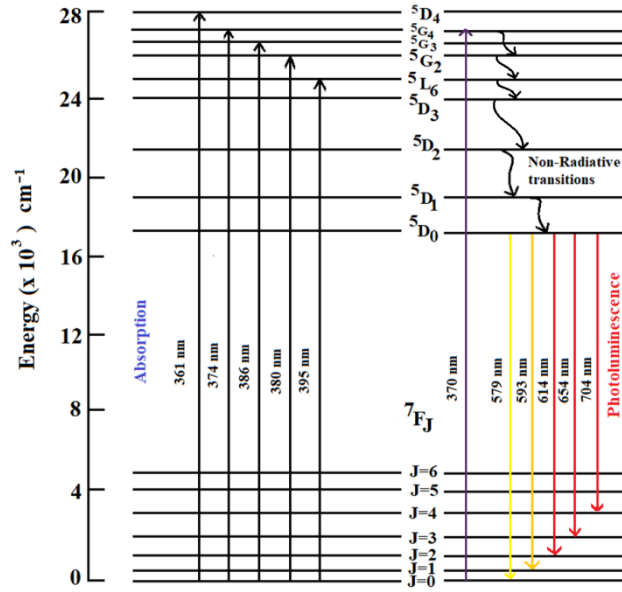 28
24
20
16
12
8
4
0
Energy (x 10³ ) cm⁻¹
Absorption
361 nm
374 nm
386 nm
380 nm
395 nm
⁵D₄
⁵G₄
⁵G₃
⁵G₂
⁵L₆
⁵D₃
⁵D₂
⁵D₁
⁵D₀
Non-Radiative
transitions
⁷F_J
370 nm
579 nm
593 nm
614 nm
654 nm
704 nm
Photoluminescence
J=6
J=5
J=4
J=3
J=2
J=1
J=0